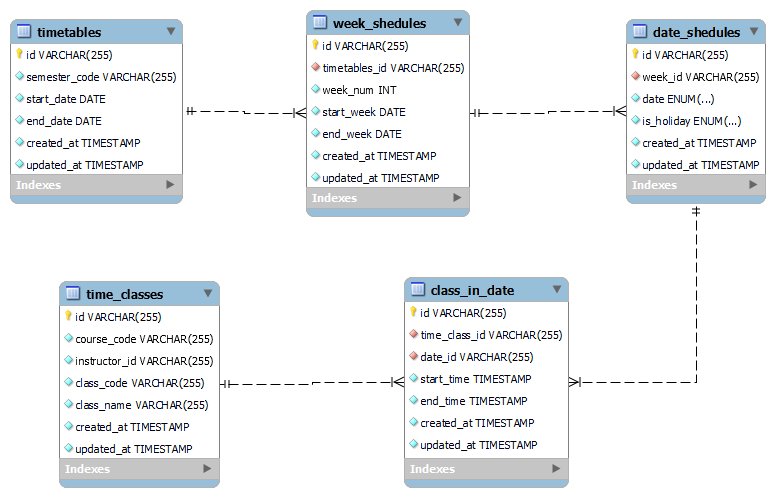 timetables
id VARCHAR(255)
semester_code VARCHAR(255)
start_date DATE
end_date DATE
created_at TIMESTAMP
updated_at TIMESTAMP
Indexes
week_shedules
id VARCHAR(255)
timetables_id VARCHAR(255)
week_num INT
start_week DATE
end_week DATE
created_at TIMESTAMP
updated_at TIMESTAMP
Indexes
date_shedules
id VARCHAR(255)
week_id VARCHAR(255)
date ENUM(...)
is_holiday ENUM(...)
created_at TIMESTAMP
updated_at TIMESTAMP
Indexes
time_classes
id VARCHAR(255)
course_code VARCHAR(255)
instructor_id VARCHAR(255)
class_code VARCHAR(255)
class_name VARCHAR(255)
created_at TIMESTAMP
updated_at TIMESTAMP
Indexes
class_in_date
id VARCHAR(255)
time_class_id VARCHAR(255)
date_id VARCHAR(255)
start_time TIMESTAMP
end_time TIMESTAMP
created_at TIMESTAMP
updated_at TIMESTAMP
Indexes